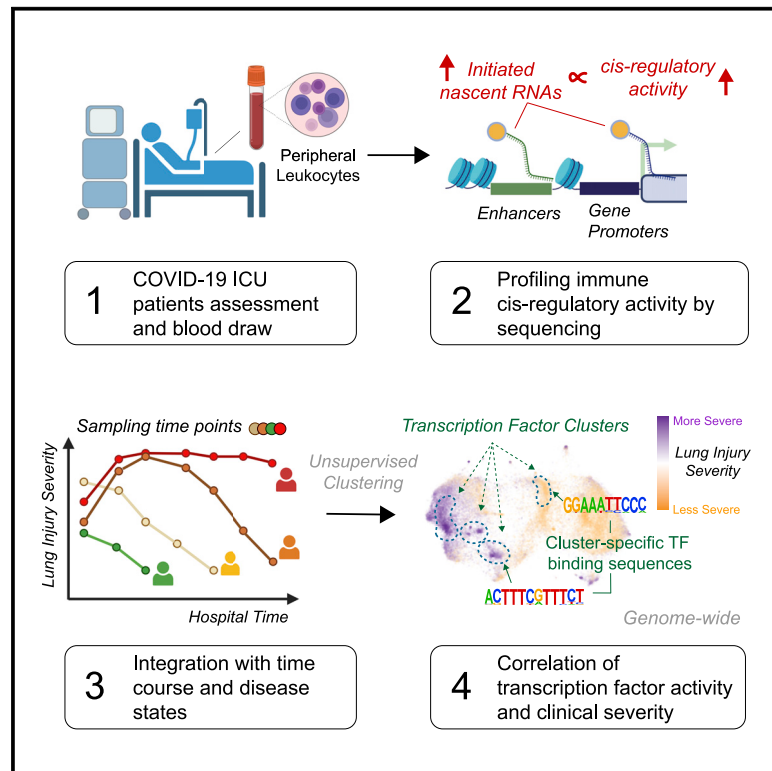 Initiated
nascent RNAs
∝
cis-regulatory
activity
Peripheral
Leukocytes
Enhancers
Gene
Promoters
1
COVID-19 ICU
patients assessment
and blood draw
2
Profiling immune
cis-regulatory activity by
sequencing
Sampling time points
Lung Injury Severity
Hospital Time
Unsupervised
Clustering
Transcription Factor Clusters
More Severe
Lung Injury
Severity
Less Severe
GGAAATTCCC
Cluster-specific TF
binding sequences
ACTTTCGTTTCT
Genome-wide
3
Integration with time
course and disease
states
4
Correlation of
transcription factor activity
and clinical severity